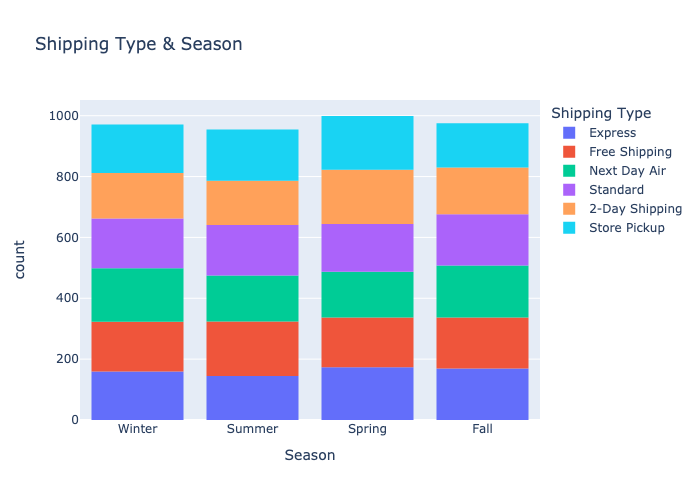 Shipping Type & Season
1000
800
600
400
200
0
count
Winter
Summer
Spring
Fall
Season
Shipping Type
Express
Free Shipping
Next Day Air
Standard
2-Day Shipping
Store Pickup